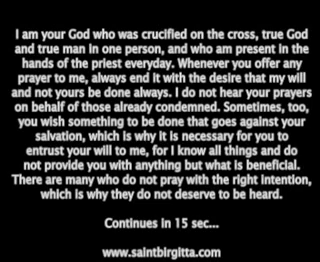 I am your God who was crucified on the cross, true God
and true man in one person, and who am present in the
hands of the priest everyday. Whenever you offer any
prayer to me, always end it with the desire that my will
and not yours be done always. I do not hear your prayers
on behalf of those already condemned. Sometimes, too,
you wish something to be done that goes against your
salvation, which is why it is necessary for you to
entrust your will to me, for I know all things and do
not provide you with anything but what is beneficial.
There are many who do not pray with the right intention,
which is why they do not deserve to be heard.
Continues in 15 sec...
www.saintbirgitta.com